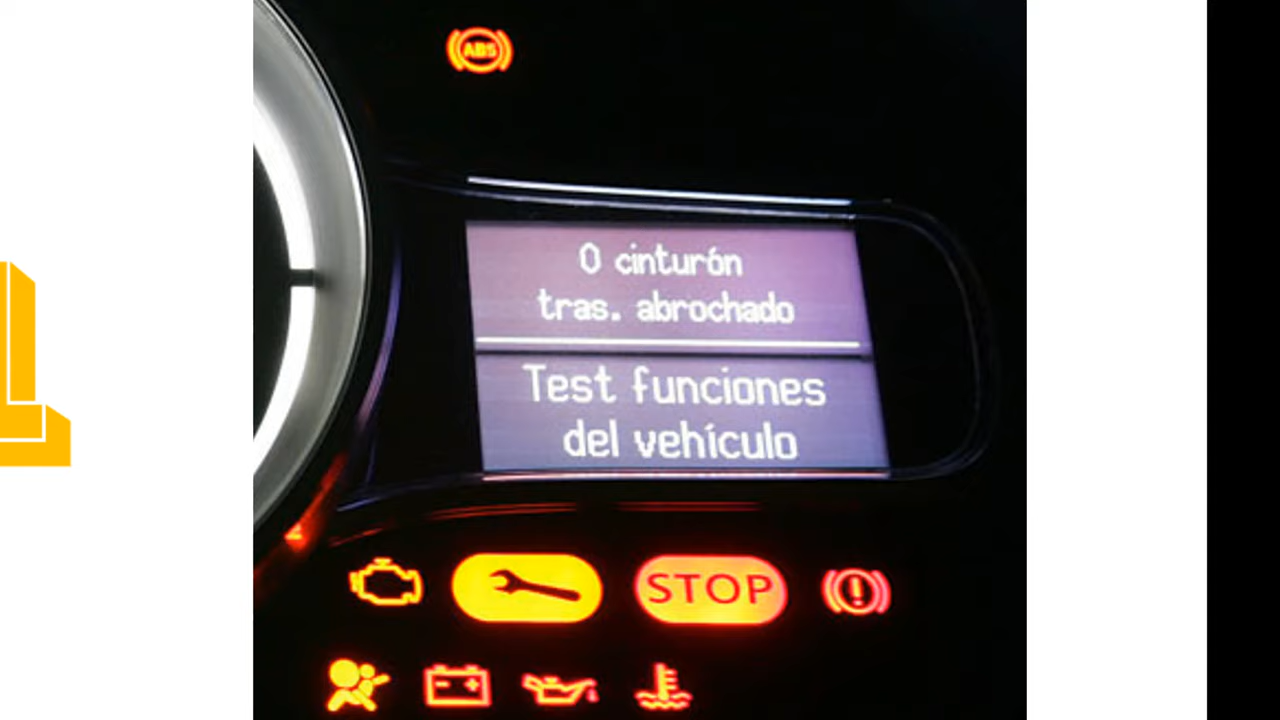 ABS
0 cinturón
tras. abrochado
Test funciones
del vehículo
STOP